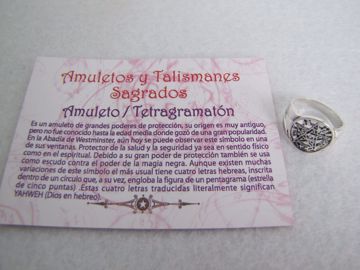 Amuletos y Talismanes
Sagrados
Amuleto / Tetragramatón
Es un amuleto de grandes poderes de protección, su origen es muy antiguo,
pero no fue conocido hasta la edad media donde gozó de una gran popularidad.
En la Abadía de Westminster, aún hoy se puede observar este símbolo en una
de sus ventanas. Protector de la salud y la seguridad ya sea en sentido físico
como en el espiritual. Debido a su gran poder de protección también se usa
como escudo contra el poder de la magia negra. Aunque existen muchas
variaciones de este símbolo el más usual tiene cuatro letras hebreas, inscrita
dentro de un circulo que, a su vez, engloba la figura de un pentagrama (estrella
de cinco puntas) .Estas cuatro letras traducidas literalmente significan
YAHWEH (Dios en hebreo).